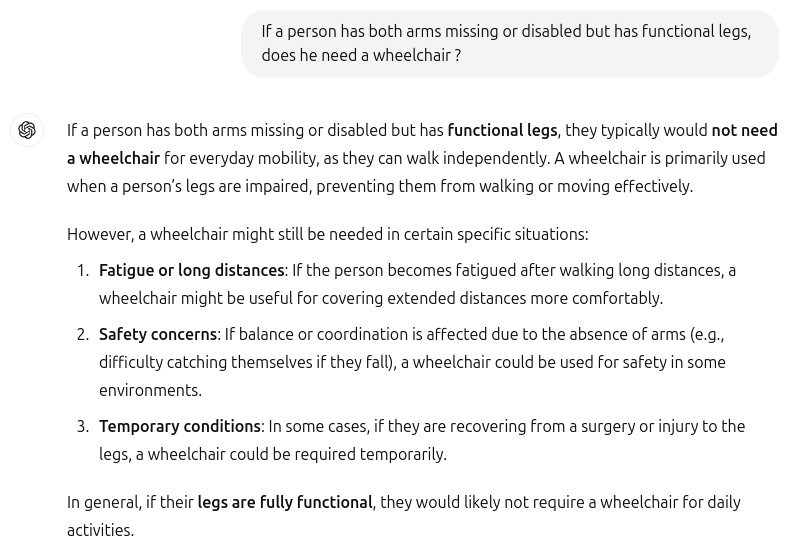 If a person has both arms missing or disabled but has functional legs,
does he need a wheelchair ?
If a person has both arms missing or disabled but has functional legs, they typically would not need
a wheelchair for everyday mobility, as they can walk independently. A wheelchair is primarily used
when a person's legs are impaired, preventing them from walking or moving effectively.
However, a wheelchair might still be needed in certain specific situations:
1. Fatigue or long distances: If the person becomes fatigued after walking long distances, a
wheelchair might be useful for covering extended distances more comfortably.
2. Safety concerns: If balance or coordination is affected due to the absence of arms (e.g.,
difficulty catching themselves if they fall), a wheelchair could be used for safety in some
environments.
3. Temporary conditions: In some cases, if they are recovering from a surgery or injury to the
legs, a wheelchair could be required temporarily.
In general, if their legs are fully functional, they would likely not require a wheelchair for daily
activities.